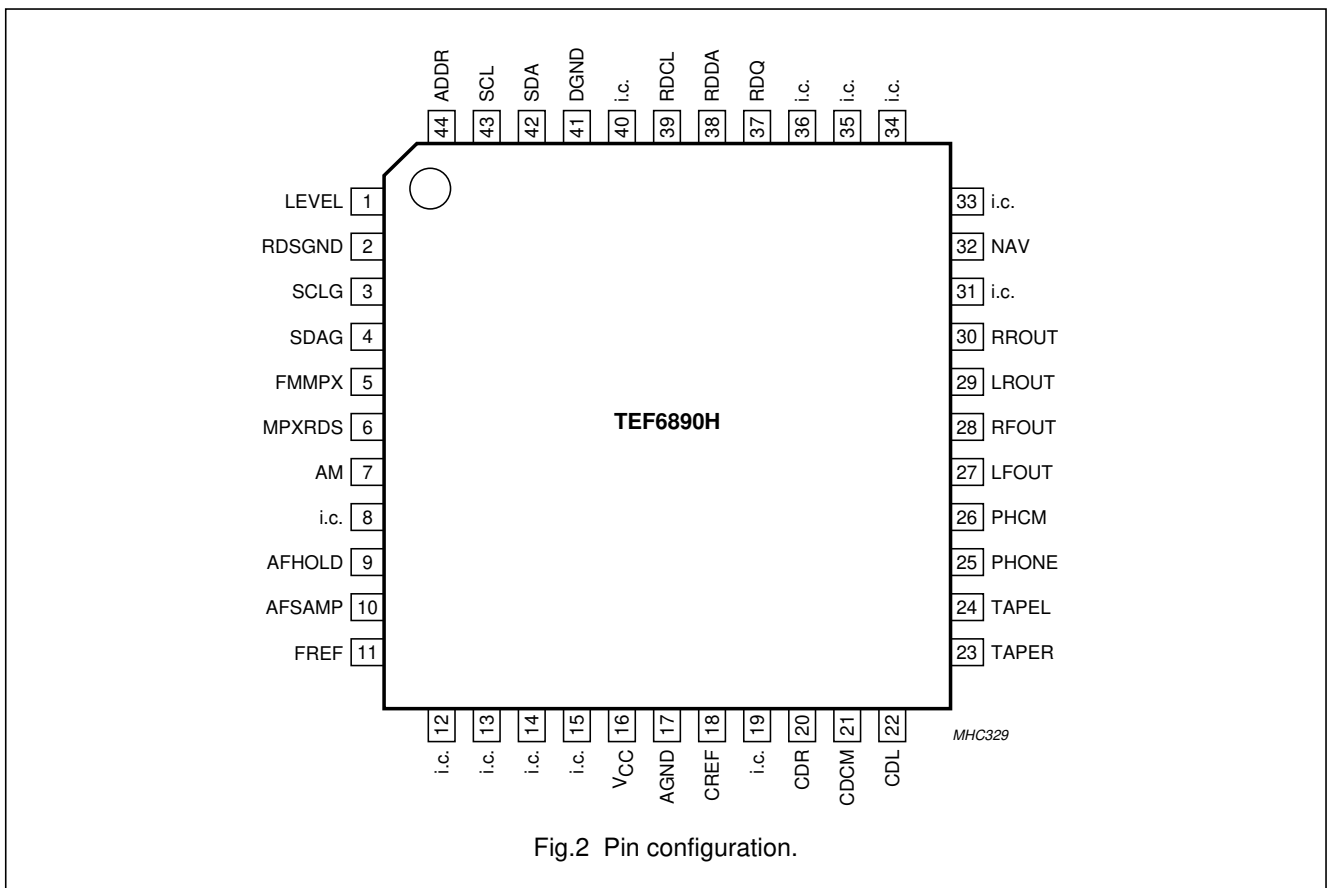 44 ADDR
43 SCL
42 SDA
41 DGND
40 i.c.
39 RDCL
38 RDDA
37 RDQ
36 i.c.
35 i.c.
34 i.c.
LEVEL 1
RDSGND 2
SCLG 3
SDAG 4
FMMPX 5
MPXRDS 6
AM 7
i.c. 8
AFHOLD 9
AFSAMP 10
FREF 11
TEF6890H
33 i.c.
32 NAV
31 i.c.
30 RROUT
29 LROUT
28 RFOUT
27 LFOUT
26 PHCM
25 PHONE
24 TAPEL
23 TAPER
i.c. 12
i.c. 13
i.c. 14
i.c. 15
VCC 16
AGND 17
CREF 18
i.c. 19
CDR 20
CDCM 21
CDL 22
MHC329
Fig.2 Pin configuration.